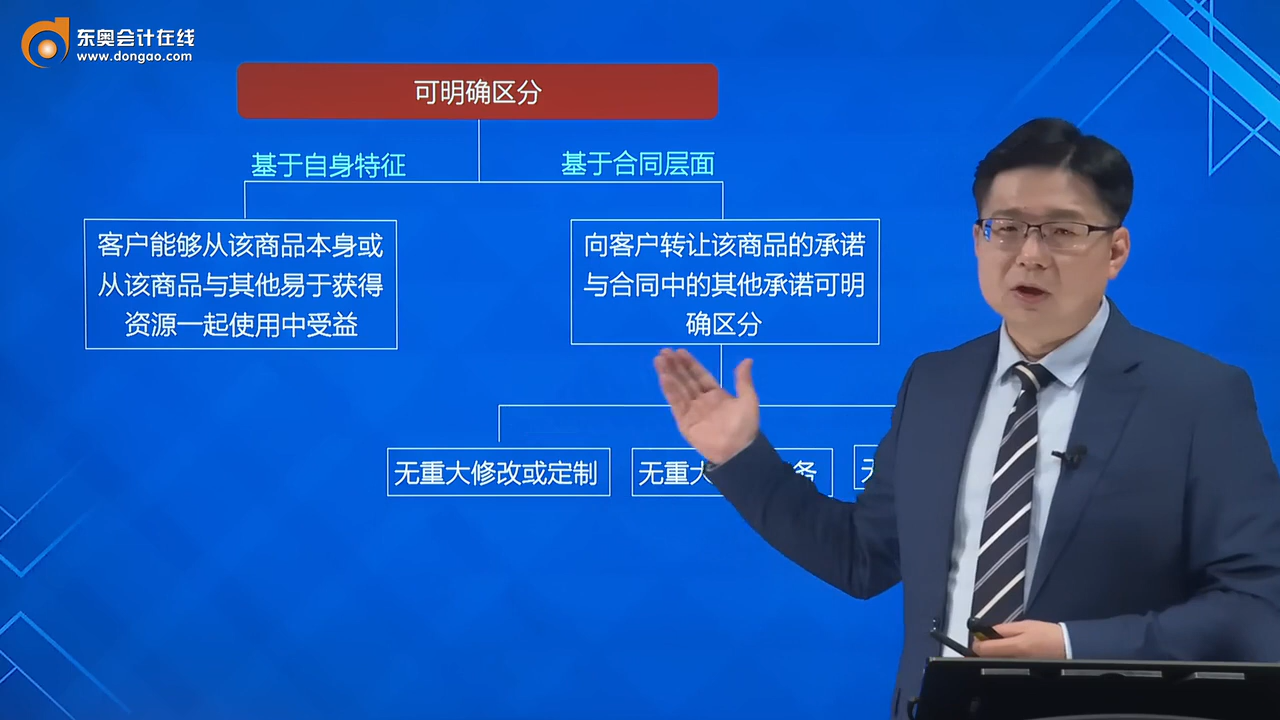 东奥会计在线
www.dongao.com
可明确区分
基于自身特征
基于合同层面
客户能够从该商品本身或
从该商品与其他易于获得
资源一起使用中受益
向客户转让该商品的承诺
与合同中的其他承诺可明
确区分
无重大修改或定制
无重大
务